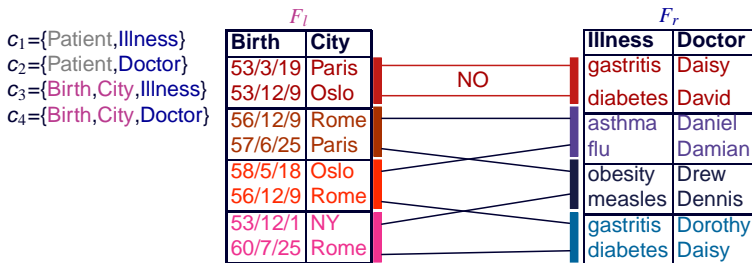 c1={Patient,Illness}
c2={Patient,Doctor}
c3={Birth,City,Illness}
c4={Birth,City,Doctor}
Fl
Birth City
53/3/19 Paris
53/12/9 Oslo
56/12/9 Rome
57/6/25 Paris
58/5/18 Oslo
56/12/9 Rome
53/12/1 NY
60/7/25 Rome
NO
Fr
Illness Doctor
gastritis Daisy
diabetes David
asthma Daniel
flu Damian
obesity Drew
measles Dennis
gastritis Dorothy
diabetes Daisy